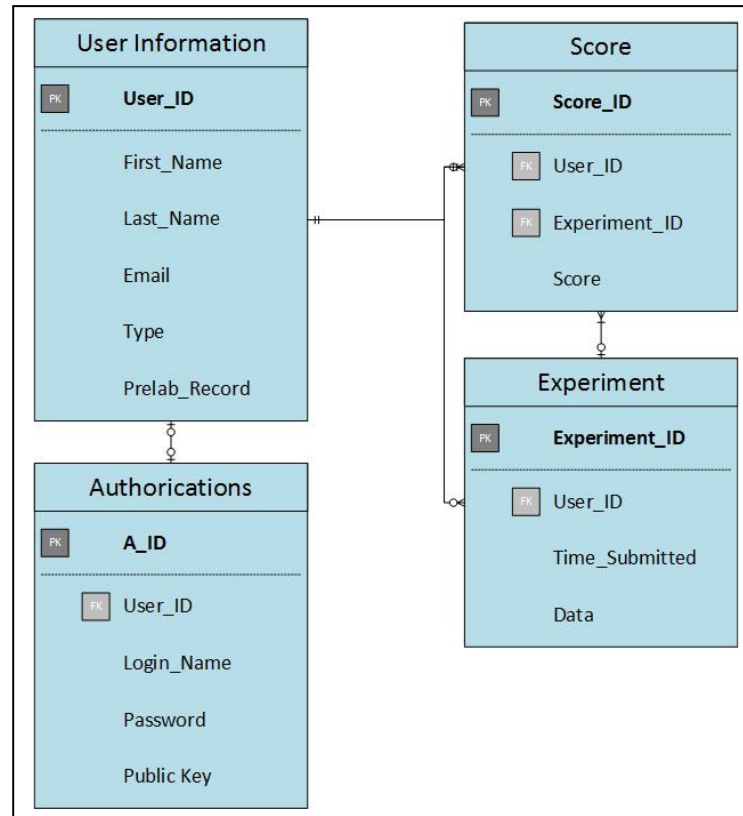 User Information
PK User_ID
First_Name
Last_Name
Email
Type
Prelab_Record
Authorications
PK A_ID
FK User_ID
Login_Name
Password
Public Key
Score
PK Score_ID
FK User_ID
FK Experiment_ID
Score
Experiment
PK Experiment_ID
FK User_ID
Time_Submitted
Data